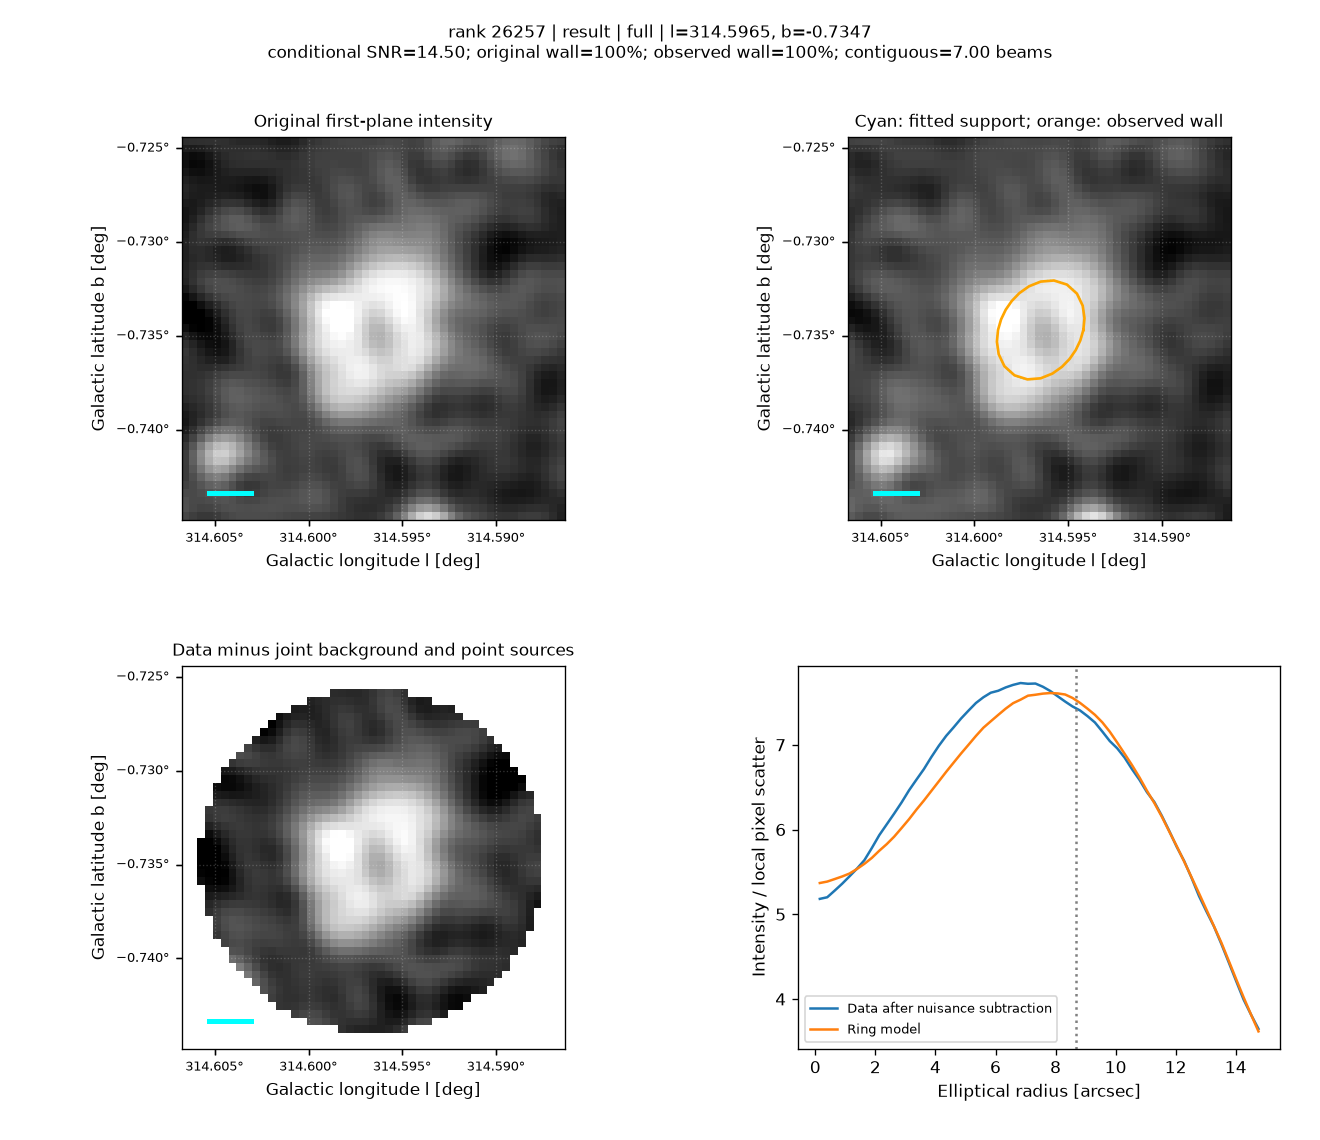 rank 26257 | result | full | l=314.5965, b=-0.7347
conditional SNR=14.50; original wall=100%; observed wall=100%; contiguous=7.00 beams
Original first-plane intensity
−0.725°
−0.730°
−0.735°
−0.740°
Galactic latitude b [deg]
314.605° 314.600° 314.595° 314.590°
Galactic longitude l [deg]
Cyan: fitted support; orange: observed wall
−0.725°
−0.730°
−0.735°
−0.740°
Galactic latitude b [deg]
314.605° 314.600° 314.595° 314.590°
Galactic longitude l [deg]
Data minus joint background and point sources
−0.725°
−0.730°
−0.735°
−0.740°
Galactic latitude b [deg]
314.605° 314.600° 314.595° 314.590°
Galactic longitude l [deg]
7
6
5
4
Intensity / local pixel scatter
Data after nuisance subtraction
Ring model
0 2 4 6 8 10 12 14
Elliptical radius [arcsec]